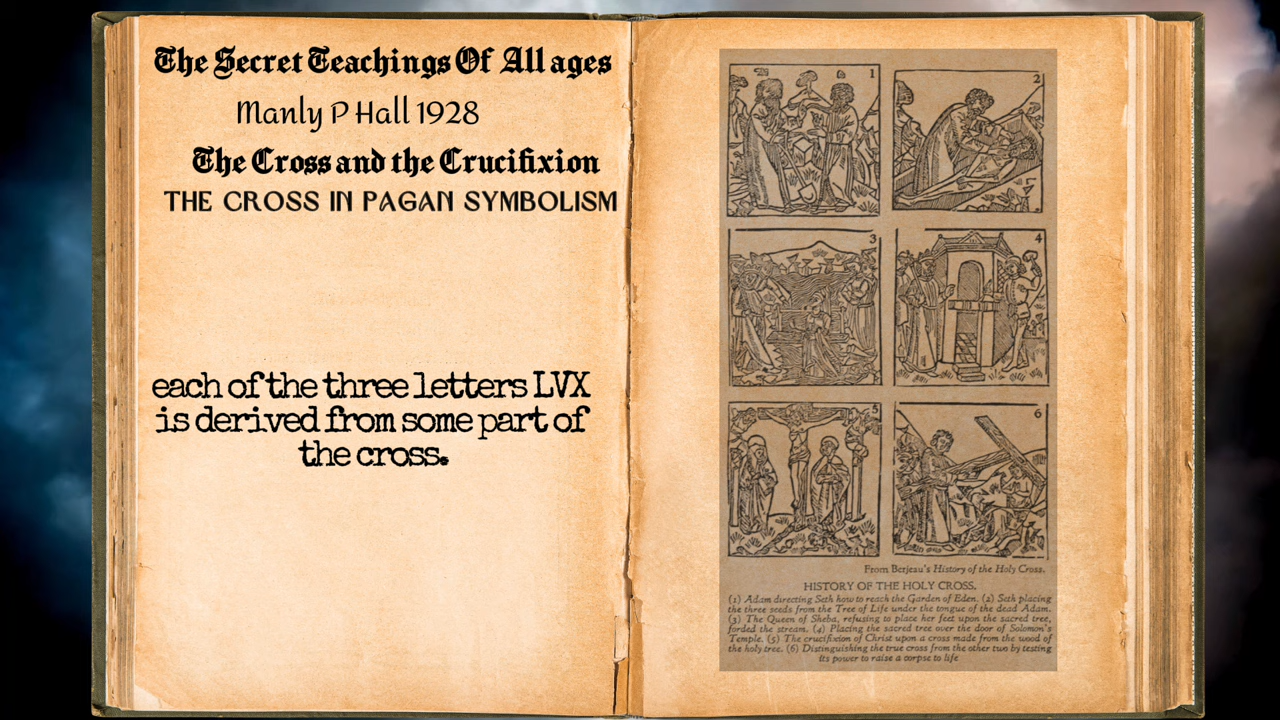 The Secret Teachings Of All ages
Manly P Hall 1928
The Cross and the Crucifixion
THE CROSS IN PAGAN SYMBOLISM
each of the three letters LVX
is derived from some part of
the cross.
1
2
3
4
5
6
From Berjeau's History of the Holy Cross.
HISTORY OF THE HOLY CROSS.
(1) Adam directing Seth how to reach the Garden of Eden. (2) Seth placing
the three seeds from the Tree of Life under the tongue of the dead Adam.
(3) The Queen of Sheba, refusing to place her feet upon the sacred tree,
forded the stream. (4) Placing the sacred tree over the door of Solomon's
Temple. (5) The crucifixion of Christ upon a cross made from the wood of
the holy tree. (6) Distinguishing the true cross from the other two by testing
its power to raise a corpse to life